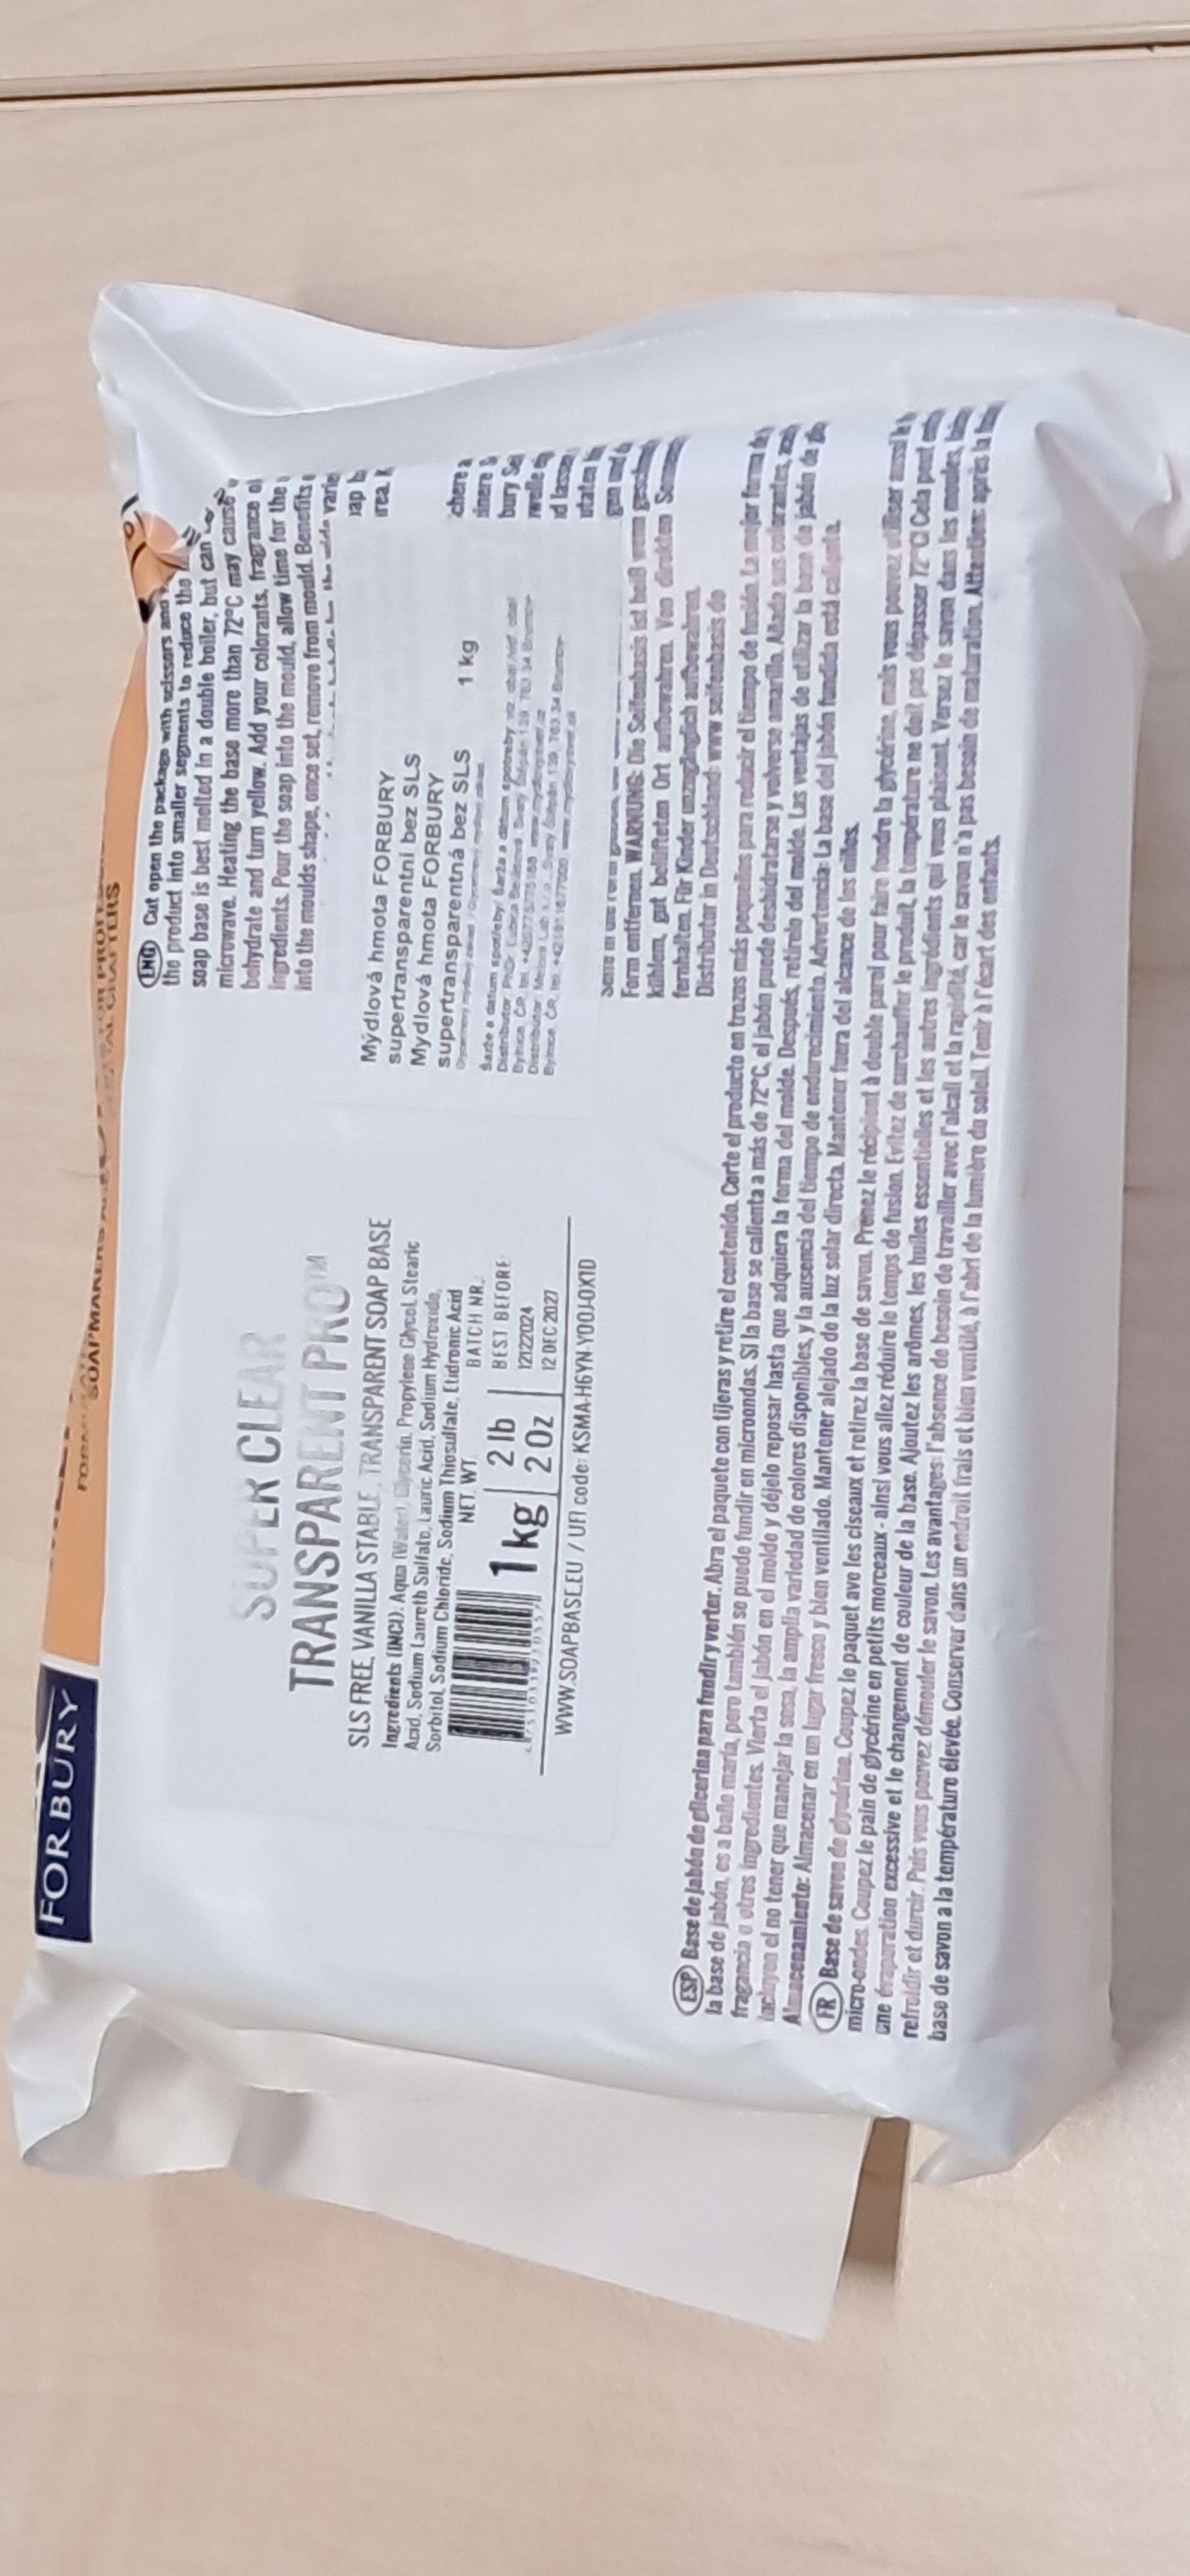 FORBURY
SOAPMAKERS
CRAFTERS
SUPER CLEAR
TRANSPARENT PRO™
SLS FREE, VANILLA STABLE, TRANSPARENT SOAP BASE
Ingredients (INCI): Aqua (Water), Glycerin, Propylene Glycol, Stearic
Acid, Sodium Laureth Sulfate, Lauric Acid, Sodium Hydroxide,
Sorbitol, Sodium Chloride, Sodium Thiosulfate, Etidronic Acid
NET. WT.
BATCH NR.
1 kg
2 lb
2 Oz
BEST BEFORE
12122024
12 DEC 2027
WWW.SOAPBASE.EU / UFI code: KSMA-H6YN-Y00J-0X1D
ENG Cut open the package with scissors and
the product into smaller segments to reduce the
soap base is best melted in a double boiler, but can
microwave. Heating the base more than 72°C may cause
behydrate and turn yellow. Add your colorants, fragrance
ingredients. Pour the soap into the mould, allow time for the
into the moulds shape, once set, remove from mould. Benefits
Mýdlová hmota FORBURY
supertransparentní bez SLS
Mydlová hmota FORBURY
supertransparentná bez SLS 1 kg
Form entfernen. WARNUNG: Die Seifenbasis ist heiß
kühlem, gut belüfteten Ort aufbewahren. Von direkten
fernhalten. Für Kinder unzugänglich aufbewahren.
Distributor in Deutschland: www seifenbasis de
ESP Base de jabón de glicerina para fundir y verter. Abra el paquete con tijeras y retire el contenido. Corte el producto en trozos más pequeños para reducir el tiempo de fusión. La mejor forma de
la base de jabón, es a baño maría, pero también se puede fundir en microondas. Si la base se calienta a más de 72°C, el jabón puede deshidratarse y volverse amarillo. Añada sus colorantes,
fragancia u otros ingredientes. Vierta el jabón en el molde y déjelo reposar hasta que adquiera la forma del molde. Después, retírelo del molde. Las ventajas de utilizar la base de jabón de
incluyen el no tener que manejar la sosa, la amplia variedad de colores disponibles, y la ausencia del tiempo de endurecimiento. Advertencia: La base del jabón fundida está caliente.
Almacenamiento: Almacenar en un lugar fresco y bien ventilado. Mantener alejado de la luz solar directa. Mantener fuera del alcance de los niños.
FR Base de savon de glycérine. Coupez le paquet ave les ciseaux et retirez la base de savon. Prenez le récipient à double paroi pour faire fondre la glycérine, mais vous pouvez utiliser aussi le
micro-ondes. Coupez le pain de glycérine en petits morceaux - ainsi vous allez réduire le temps de fusion. Evitez de surchauffer le produit, la température ne doit pas dépasser 72°C! Cela peut
une évaporation excessive et le changement de couleur de la base. Ajoutez les arômes, les huiles essentielles et les autres ingrédients qui vous plaisent. Versez le savon dans les moules,
refroidir et durcir. Puis vous pouvez démouler le savon. Les avantages: l'absence de besoin de travailler avec l'alcali et la rapidité, car le savon n'a pas besoin de maturation. Attention: après la
base de savon a la température élevée. Conserver dans un endroit frais et bien ventilé, à l'abri de la lumière du soleil. Tenir à l'écart des enfants.